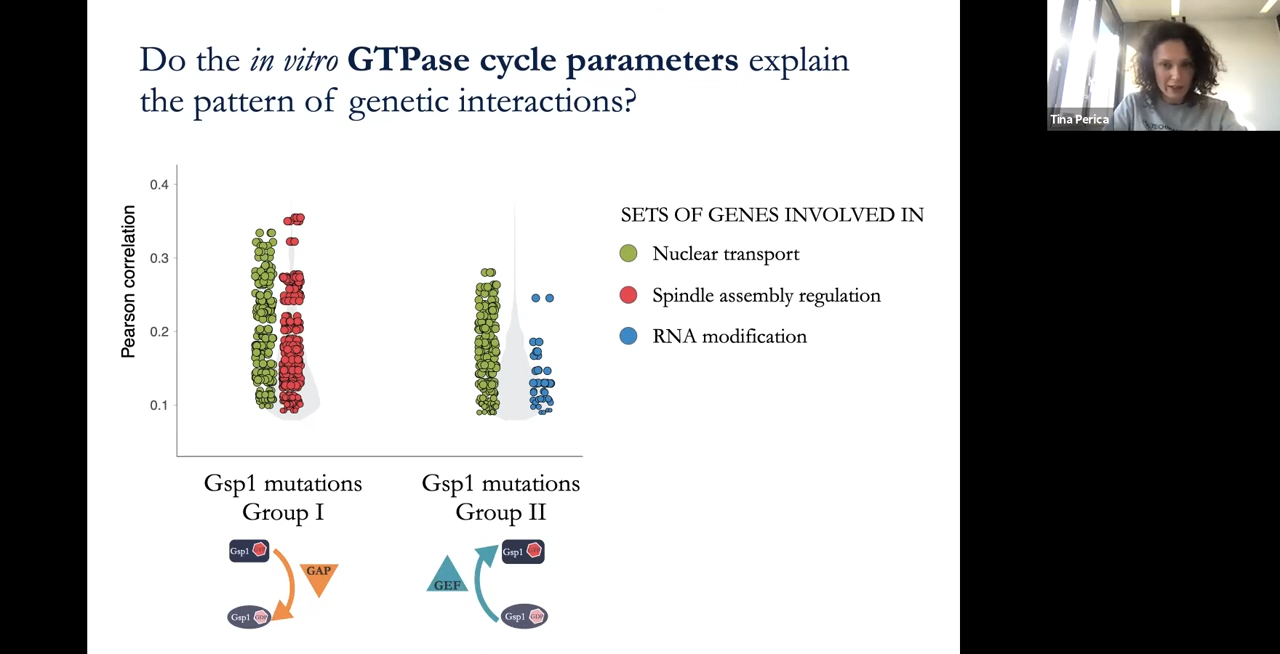 Do the in vitro GTPase cycle parameters explain
the pattern of genetic interactions?
Tina Perica
Pearson correlation
0.4
0.3
0.2
0.1
SETS OF GENES INVOLVED IN
Nuclear transport
Spindle assembly regulation
RNA modification
Gsp1 mutations
Group I
Gsp1 mutations
Group II
Gsp1
GAP
Gsp1 GDP
Gsp1
GEF
Gsp1 GDP